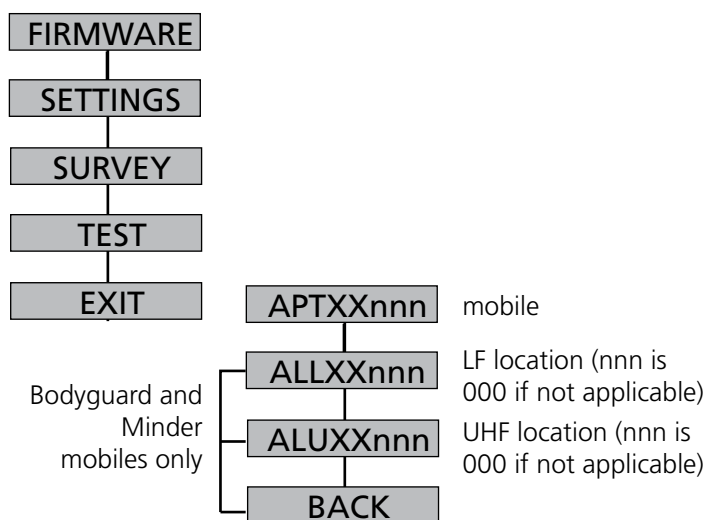 FIRMWARE
SETTINGS
SURVEY
TEST
EXIT
APTXXnnn
mobile
ALLXXnnn
LF location (nnn is
000 if not applicable)
Bodyguard and
Minder
mobiles only
ALUXXnnn
UHF location (nnn is
000 if not applicable)
BACK